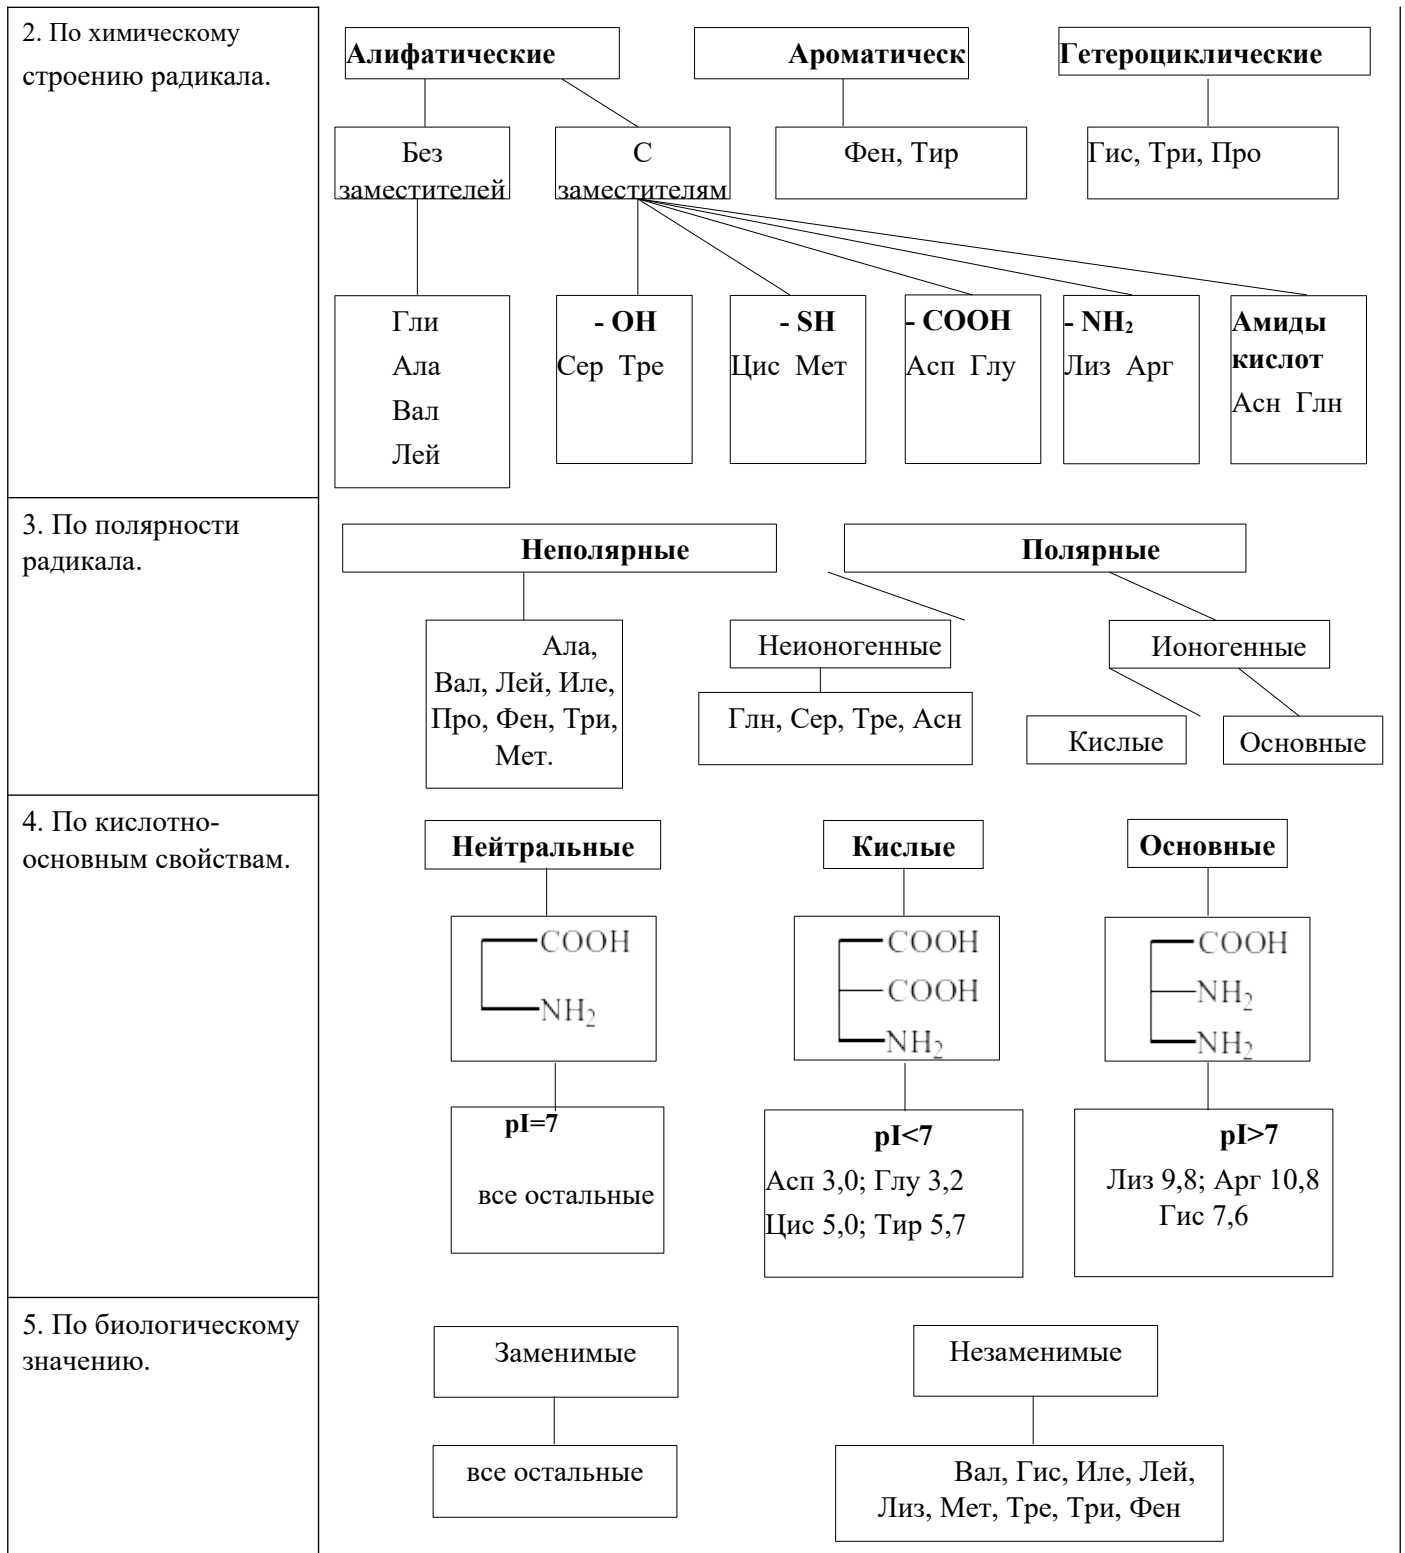 2. По химическому
строению радикала.
Алифатические
Ароматическ
Гетероциклические
Без
заместителей
С
заместителям
Фен, Тир
Гис, Три, Про
Гли
Ала
Вал
Лей
- OH
Сер Тре
- SH
Цис Мет
- COOH
Асп Глу
- NH₂
Лиз Арг
Амиды
кислот
Асн Глн
3. По полярности
радикала.
Неполярные
Полярные
Ала,
Вал, Лей, Иле,
Про, Фен, Три,
Мет.
Неионогенные
Глн, Сер, Тре, Асн
Ионогенные
Кислые
Основные
4. По кислотно-
основным свойствам.
Нейтральные
Кислые
Основные
COOH
NH₂
COOH
COOH
NH₂
COOH
NH₂
NH₂
pI=7
все остальные
pI<7
Асп 3,0; Глу 3,2
Цис 5,0; Тир 5,7
pI>7
Лиз 9,8; Арг 10,8
Гис 7,6
5. По биологическому
значению.
Заменимые
все остальные
Незаменимые
Вал, Гис, Иле, Лей,
Лиз, Мет, Тре, Три, Фен